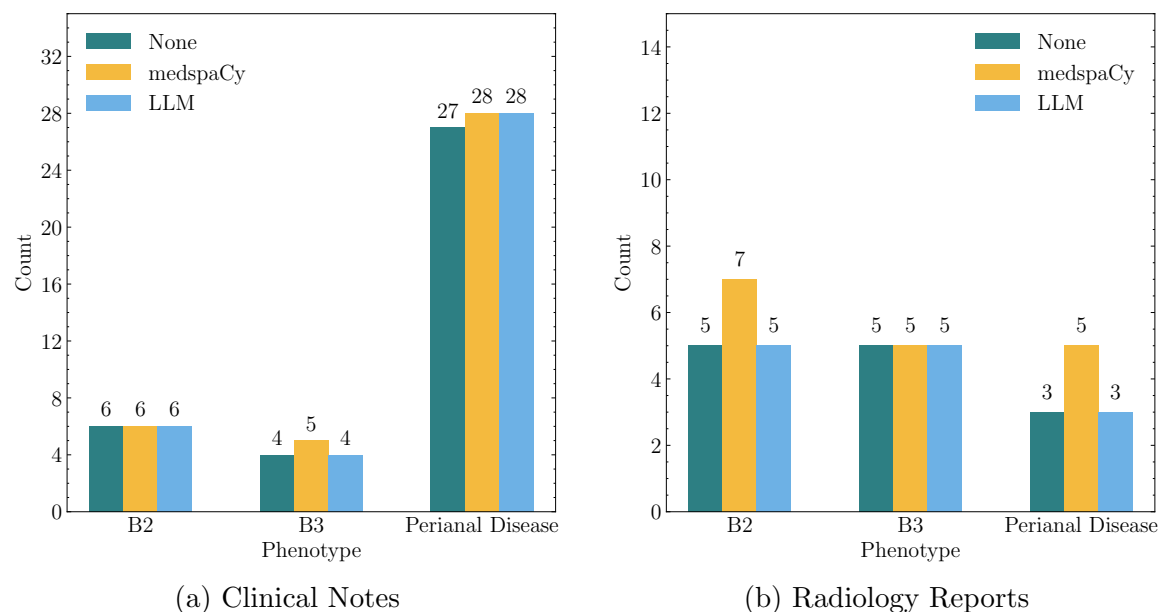 None
medspaCy
LLM
32
28
24
20
16
12
8
4
0
Count
27 28 28
6 6 6
4 5 4
B2 B3 Perianal Disease
Phenotype
(a) Clinical Notes
None
medspaCy
LLM
14
12
10
8
6
4
2
0
Count
5 7 5
5 5 5
3 5 3
B2 B3 Perianal Disease
Phenotype
(b) Radiology Reports